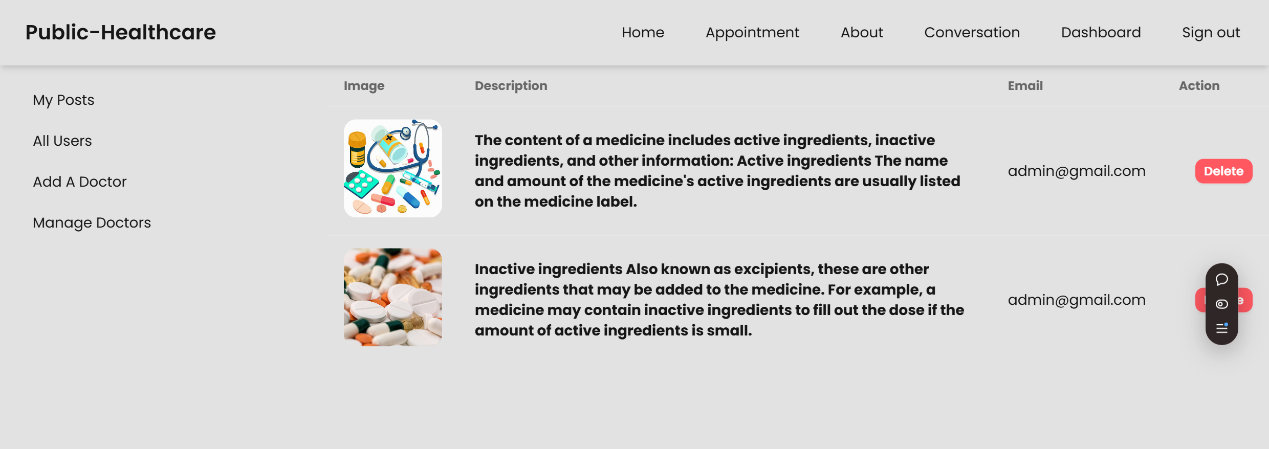 Public-Healthcare
Home Appointment About Conversation Dashboard Sign out
My Posts
All Users
Add A Doctor
Manage Doctors
Image Description Email Action
The content of a medicine includes active ingredients, inactive
ingredients, and other information: Active ingredients The name
and amount of the medicine's active ingredients are usually listed
on the medicine label.
admin@gmail.com
Delete
Inactive ingredients Also known as excipients, these are other
ingredients that may be added to the medicine. For example, a
medicine may contain inactive ingredients to fill out the dose if the
amount of active ingredients is small.
admin@gmail.com